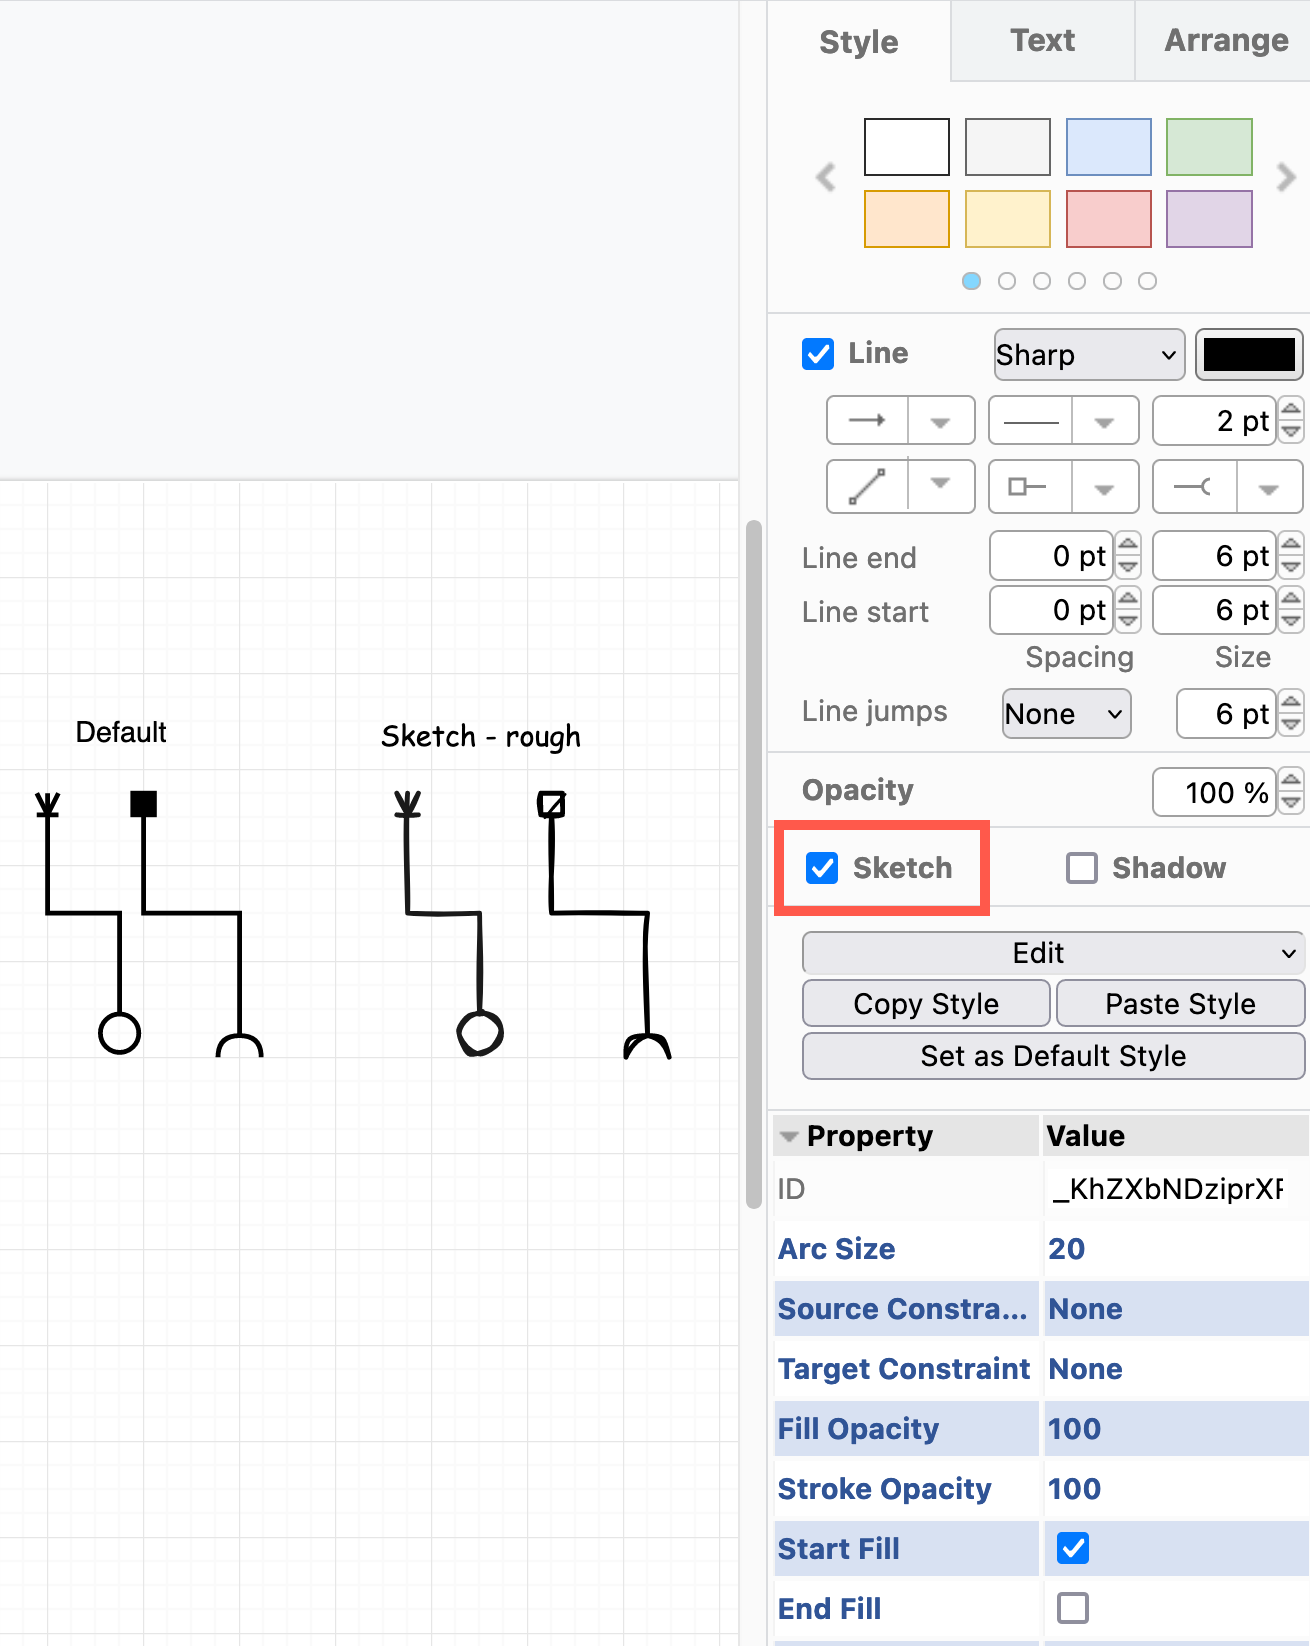 Style Text Arrange
Line Sharp
2 pt
Line end 0 pt 6 pt
Line start 0 pt 6 pt
Spacing Size
Line jumps None 6 pt
Opacity 100 %
Sketch Shadow
Edit
Copy Style Paste Style
Set as Default Style
Property Value
ID _KhZXbNDziprXF
Arc Size 20
Source Constra... None
Target Constraint None
Fill Opacity 100
Stroke Opacity 100
Start Fill
End Fill
Default
Sketch - rough